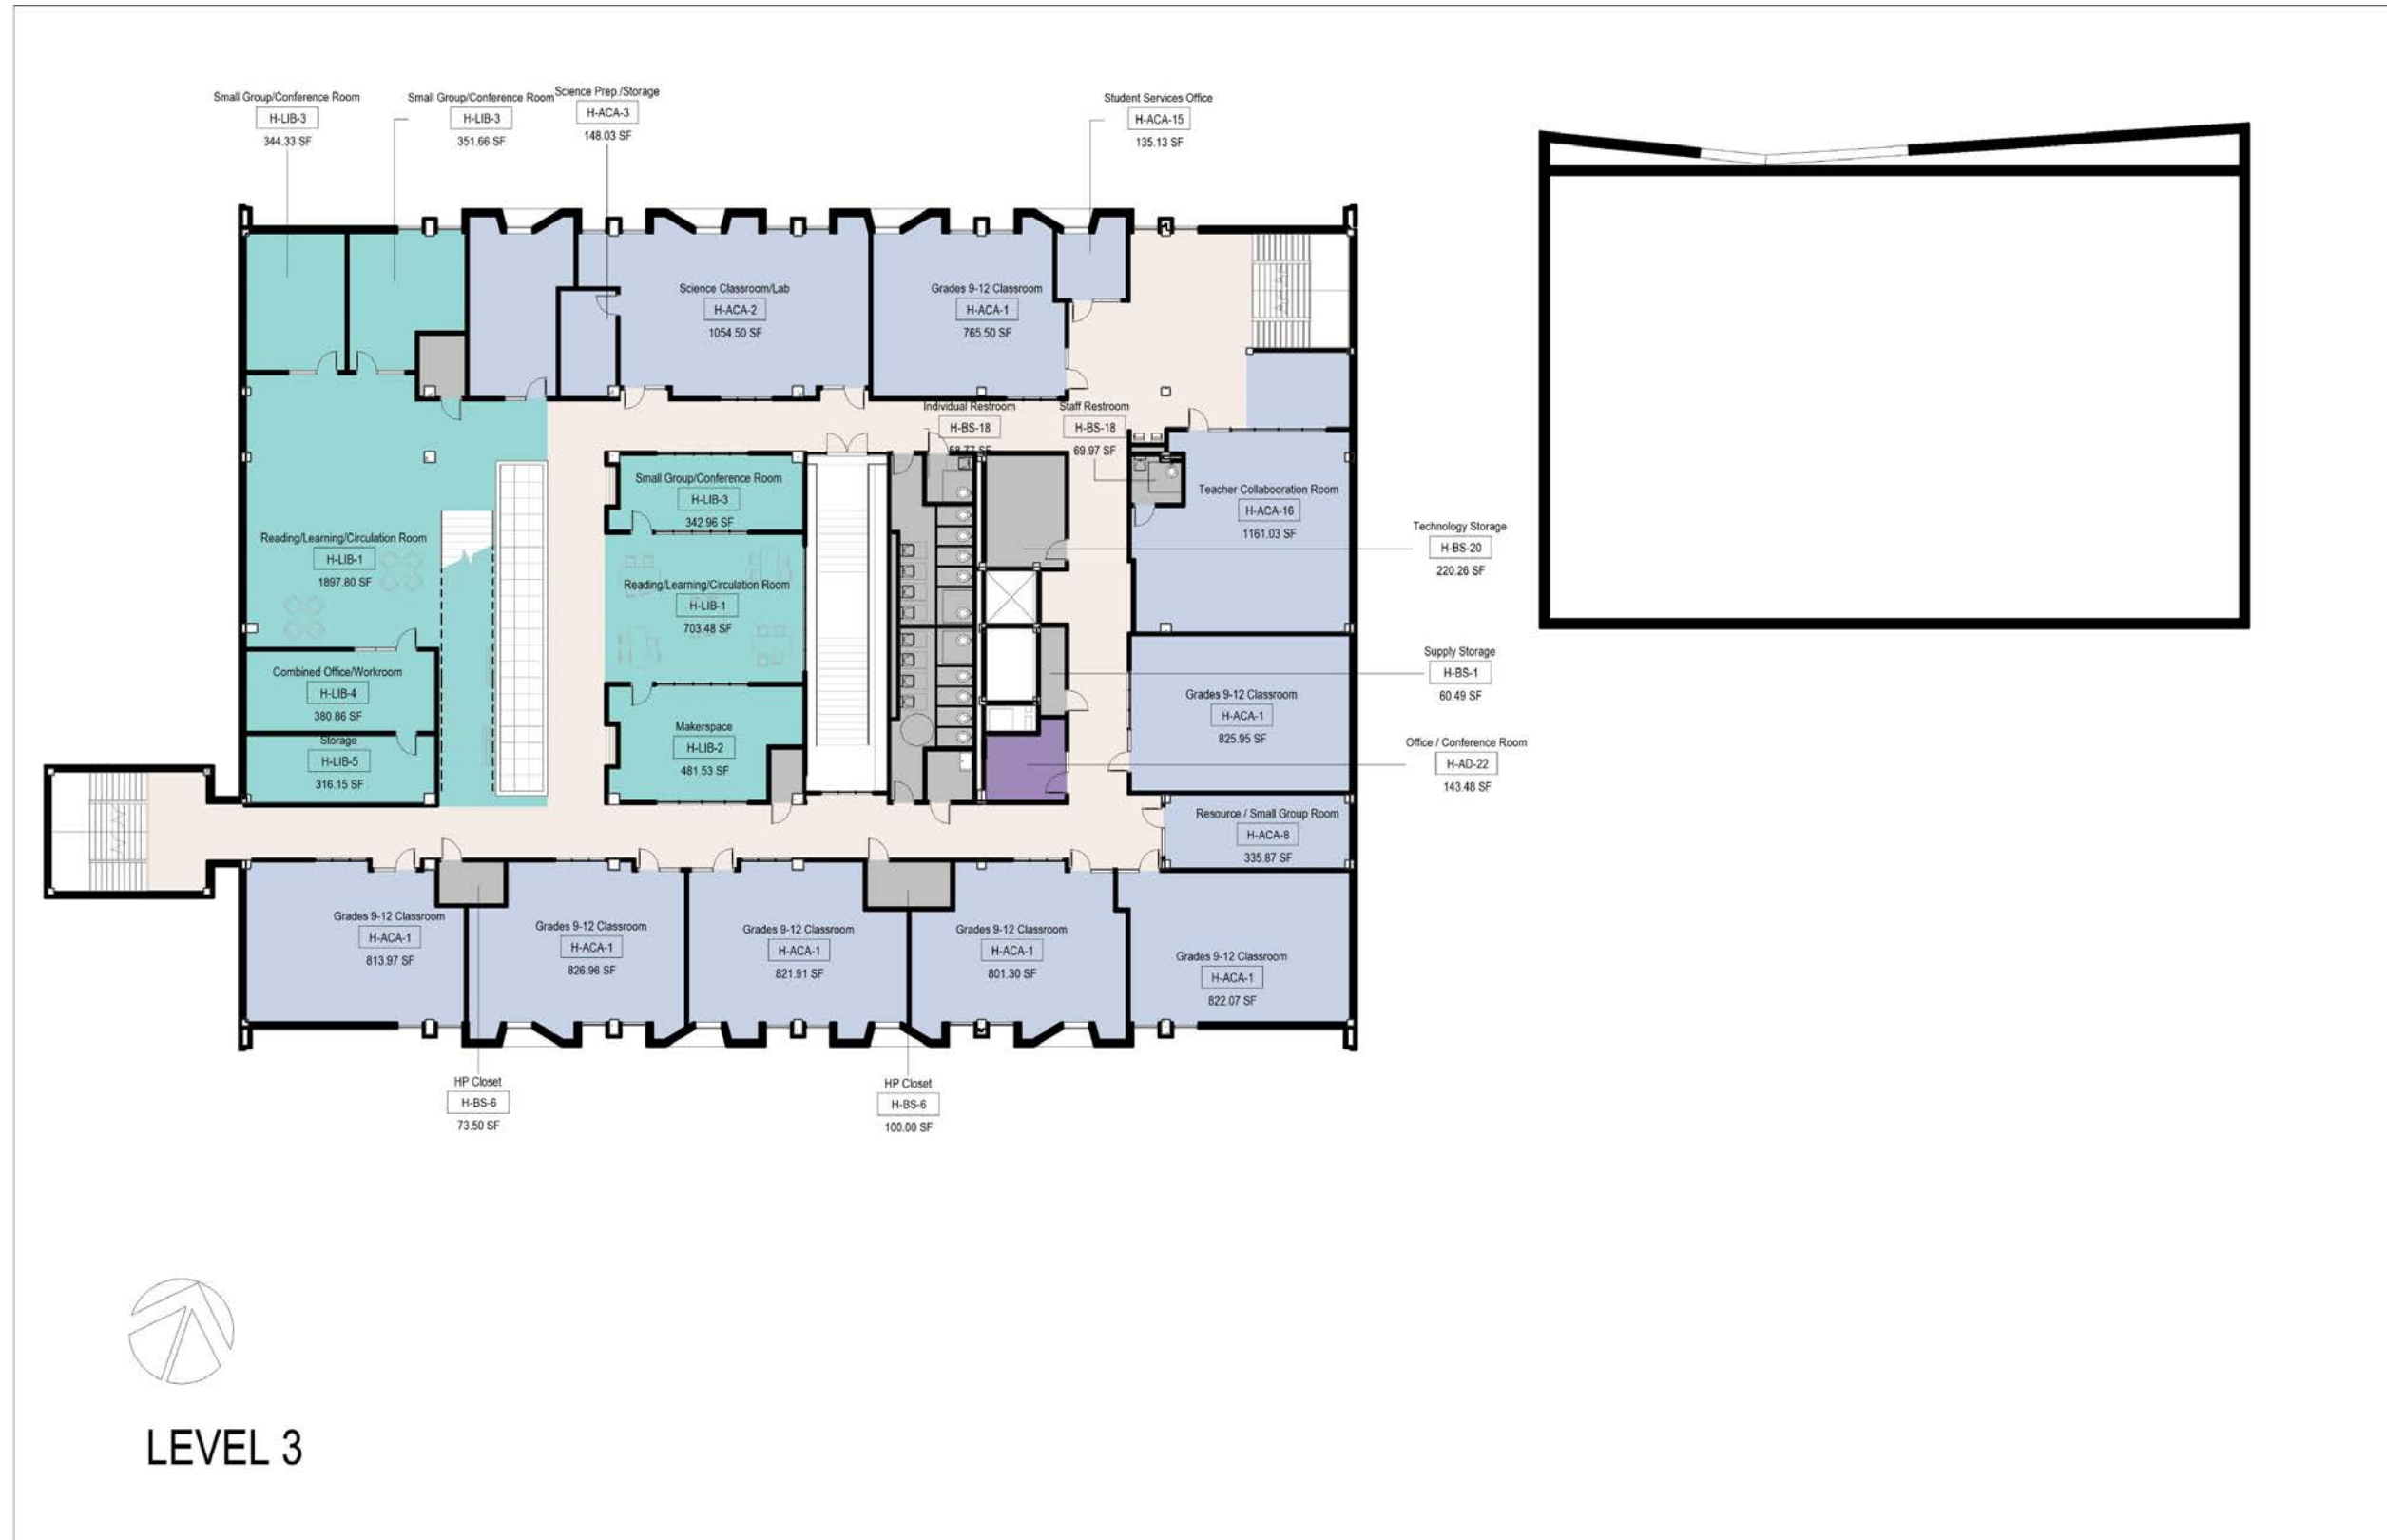 Small Group/Conference Room
H-LIB-3
344.33 SF
Small Group/Conference Room
H-LIB-3
351.66 SF
Science Prep./Storage
H-ACA-3
148.03 SF
Student Services Office
H-ACA-15
135.13 SF
Science Classroom/Lab
H-ACA-2
1054.50 SF
Grades 9-12 Classroom
H-ACA-1
765.50 SF
Individual Restroom
H-BS-18
58.77 SF
Staff Restroom
H-BS-18
69.97 SF
Small Group/Conference Room
H-LIB-3
342.96 SF
Teacher Collabooration Room
H-ACA-16
1161.03 SF
Technology Storage
H-BS-20
220.26 SF
Reading/Learning/Circulation Room
H-LIB-1
1897.80 SF
Reading/Learning/Circulation Room
H-LIB-1
703.48 SF
Supply Storage
H-BS-1
60.49 SF
Combined Office/Workroom
H-LIB-4
380.86 SF
Grades 9-12 Classroom
H-ACA-1
825.95 SF
Makerspace
H-LIB-2
481.53 SF
Storage
H-LIB-5
316.15 SF
Office / Conference Room
H-AD-22
143.48 SF
Resource / Small Group Room
H-ACA-8
335.87 SF
Grades 9-12 Classroom
H-ACA-1
813.97 SF
Grades 9-12 Classroom
H-ACA-1
826.96 SF
Grades 9-12 Classroom
H-ACA-1
821.91 SF
Grades 9-12 Classroom
H-ACA-1
801.30 SF
Grades 9-12 Classroom
H-ACA-1
822.07 SF
HP Closet
H-BS-6
73.50 SF
HP Closet
H-BS-6
100.00 SF
LEVEL 3